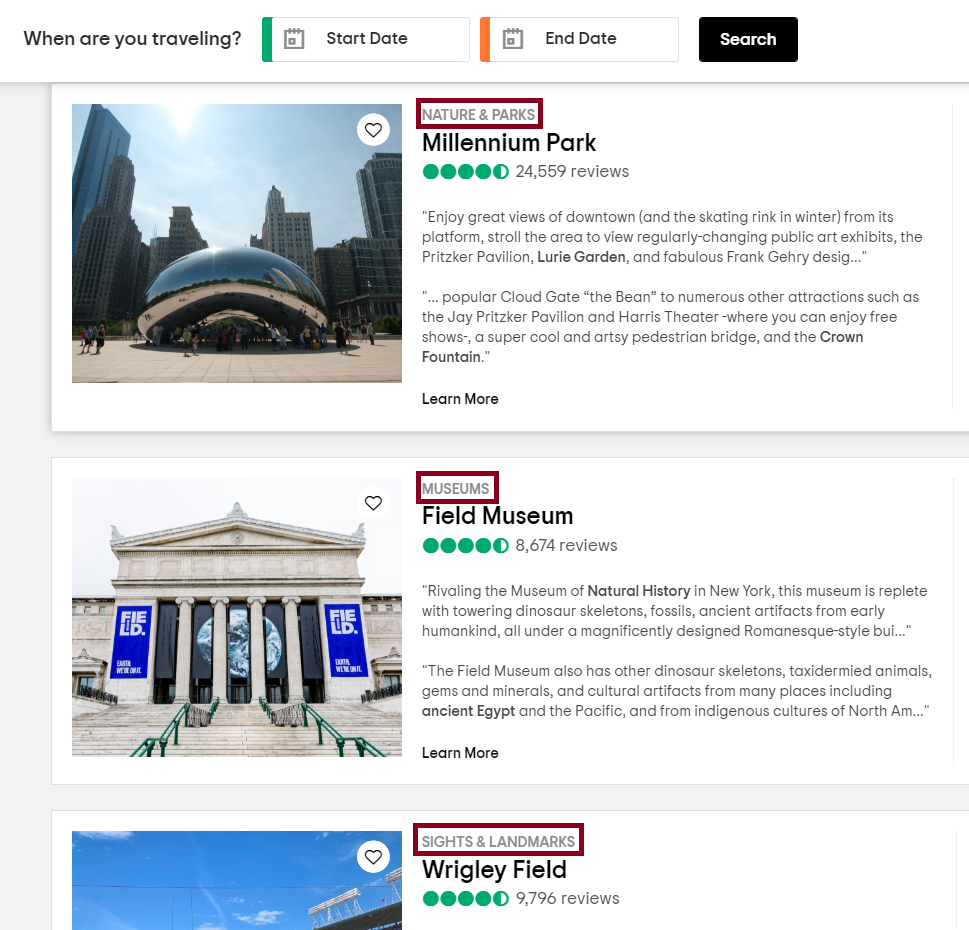 When are you traveling?
Start Date
End Date
Search
NATURE & PARKS
Millennium Park
24,559 reviews
"Enjoy great views of downtown (and the skating rink in winter) from its
platform, stroll the area to view regularly-changing public art exhibits, the
Pritzker Pavilion, Lurie Garden, and fabulous Frank Gehry desig..."
"... popular Cloud Gate “the Bean” to numerous other attractions such as
the Jay Pritzker Pavilion and Harris Theater -where you can enjoy free
shows-, a super cool and artsy pedestrian bridge, and the Crown
Fountain."
Learn More
MUSEUMS
Field Museum
8,674 reviews
"Rivaling the Museum of Natural History in New York, this museum is replete
with towering dinosaur skeletons, fossils, ancient artifacts from early
humankind, all under a magnificently designed Romanesque-style bui..."
"The Field Museum also has other dinosaur skeletons, taxidermied animals,
gems and minerals, and cultural artifacts from many places including
ancient Egypt and the Pacific, and from indigenous cultures of North Am..."
Learn More
FIE
LD.
EARTH.
WE'RE ON IT.
FIE
LD.
EARTH.
WE'RE ON IT.
SIGHTS & LANDMARKS
Wrigley Field
9,796 reviews